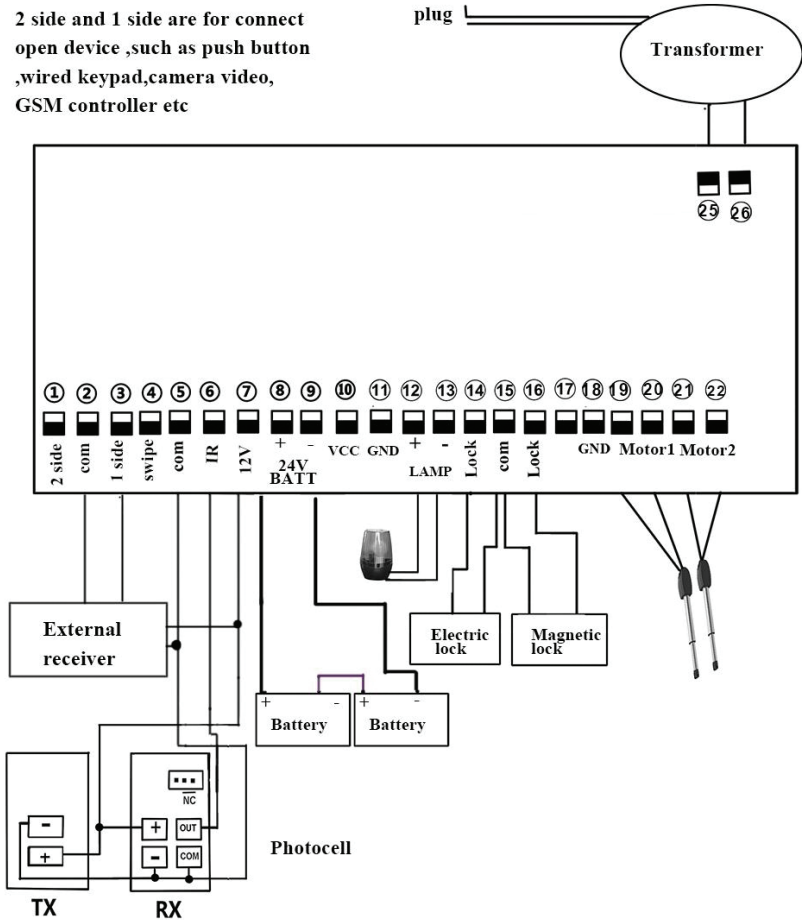 2 side and 1 side are for connect
open device ,such as push button
,wired keypad,camera video,
GSM controller etc
plug
Transformer
25 26
1 2 3 4 5 6 7 8 9 10 11 12 13 14 15 16 17 18 19 20 21 22
2 side com 1 side swipe com IR 12V + - VCC GND + - Lock com Lock GND Motor1 Motor2
24V
BATT
LAMP
External
receiver
Electric
lock
Magnetic
lock
+ - + -
Battery Battery
NC
- + OUT
+ - COM
Photocell
TX RX